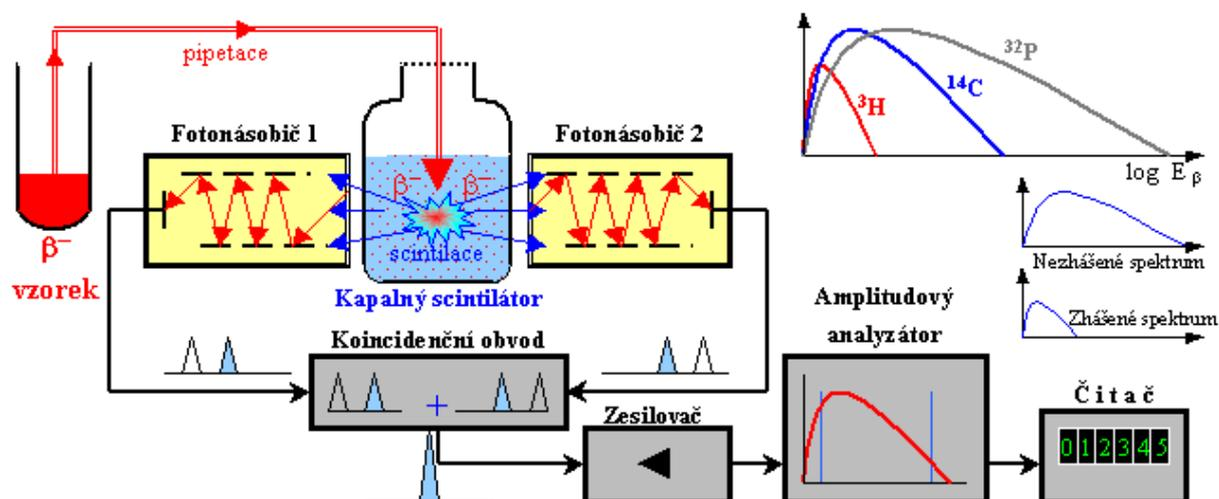 pipetace
Fotonásobič 1
Fotonásobič 2
β⁻
β⁻
scintilace
β⁻
vzorek
Kapalný scintilátor
Koincidenční obvod
+
Zesilovač
Amplitudový
analyzátor
Čitač
012345
³H
¹⁴C
³²P
log E β
Nezhášené spektrum
Zhášené spektrum